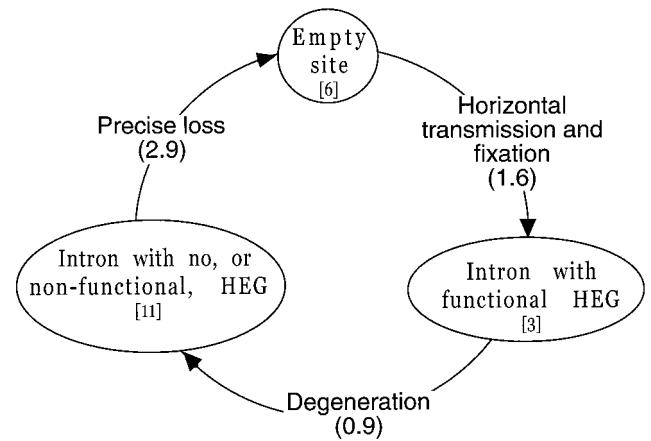 Empty
site
[6]
Horizontal
transmission and
fixation
(1.6)
Precise loss
(2.9)
Intron with no, or
non-functional, HEG
[11]
Intron with
functional HEG
[3]
Degeneration
(0.9)